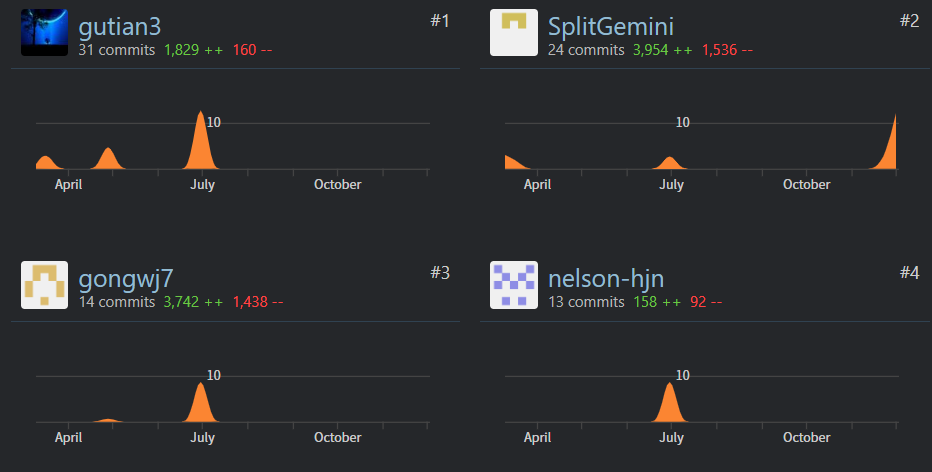 gutian3 #1
31 commits 1,829 ++ 160 --
10
April July October
SplitGemini #2
24 commits 3,954 ++ 1,536 --
10
April July October
gongwj7 #3
14 commits 3,742 ++ 1,438 --
10
April July October
nelson-hjn #4
13 commits 158 ++ 92 --
10
April July October